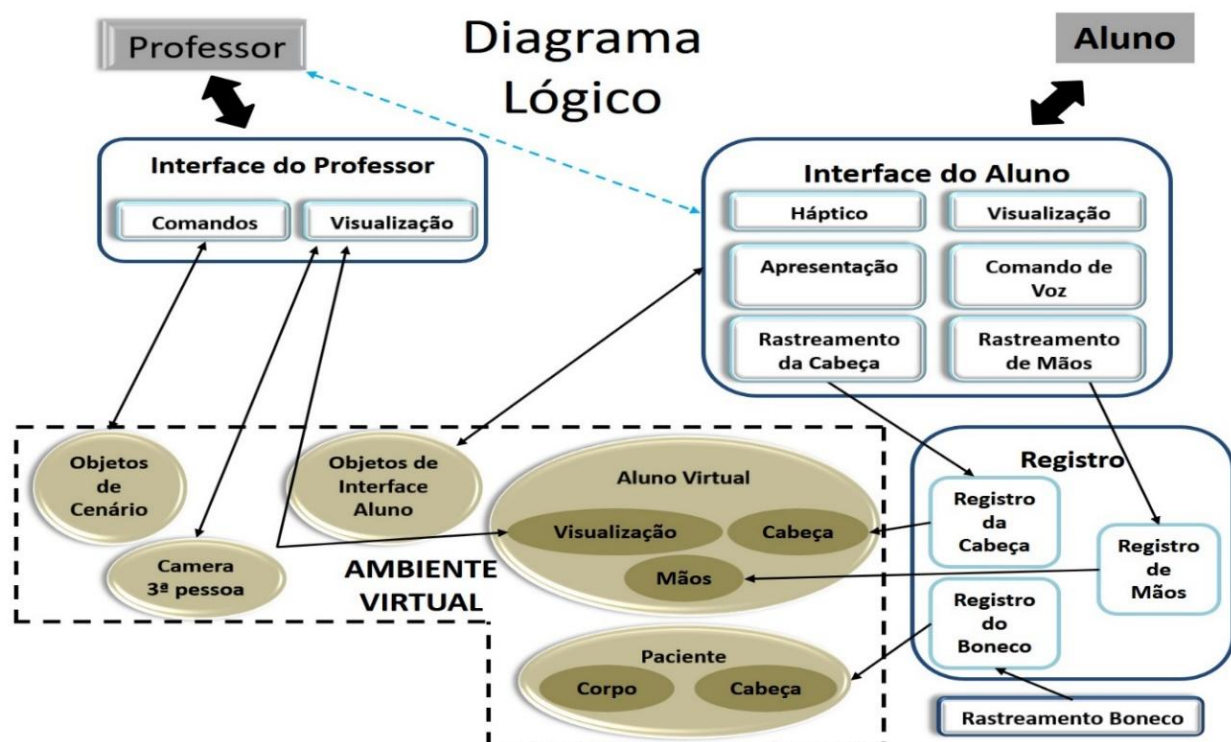 Professor
Diagrama
Lógico
Aluno
Interface do Professor
Comandos
Visualização
Interface do Aluno
Háptico
Visualização
Apresentação
Comando de
Voz
Rastreamento
da Cabeça
Rastreamento
de Mãos
Objetos
de
Cenário
Camera
3ª pessoa
Objetos de
Interface
Aluno
AMBIENTE
VIRTUAL
Aluno Virtual
Visualização
Cabeça
Mãos
Paciente
Corpo
Cabeça
Registro
Registro
da
Cabeça
Registro
de
Mãos
Registro
do
Boneco
Rastreamento Boneco